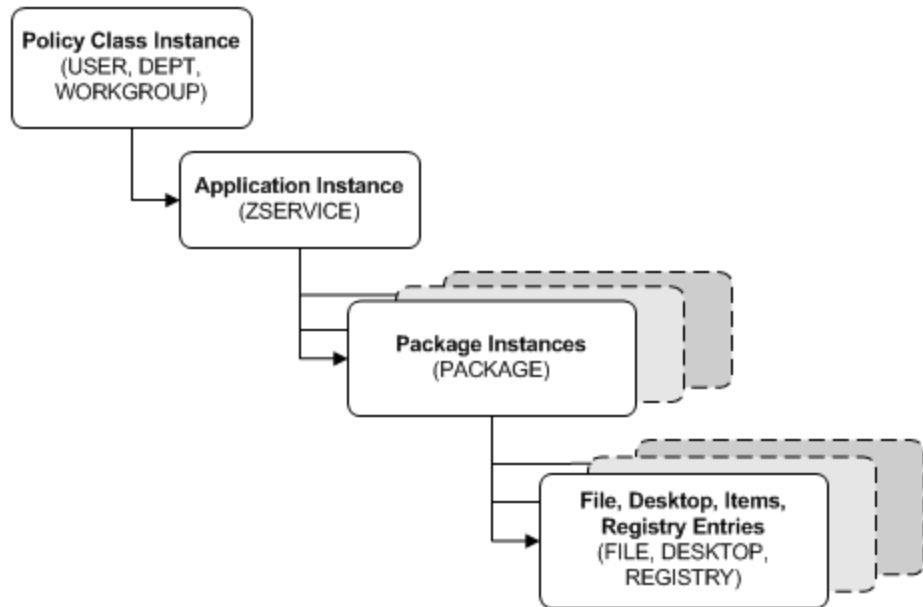 Policy Class Instance
(USER, DEPT,
WORKGROUP)
Application Instance
(ZSERVICE)
Package Instances
(PACKAGE)
File, Desktop, Items,
Registry Entries
(FILE, DESKTOP,
REGISTRY)